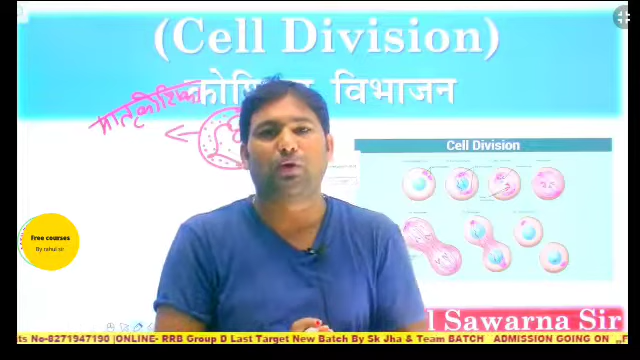 (Cell Division)
विभाजन
मातृकोशिका
Cell Division
Free courses
By rahul sir
l Sawarna Sir
ts No-8271947190 |ONLINE- RRB Group D Last Target New Batch By Sk Jha & Team BATCH ADMISSION GOING ON